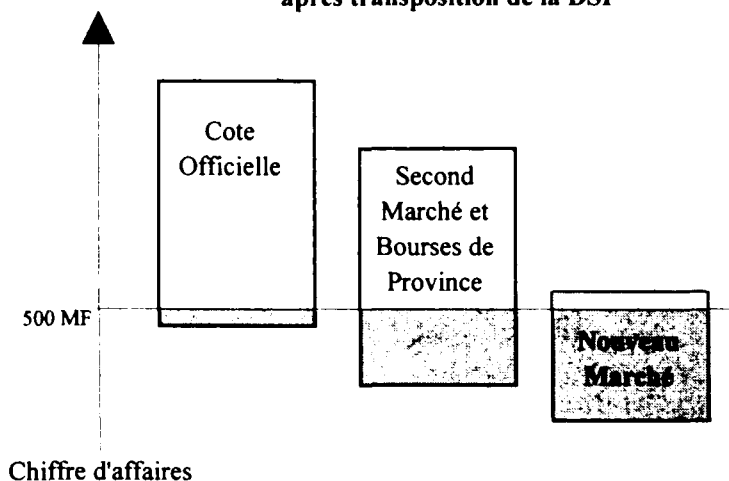 après transposition de la DSI
Cote
Officielle
Second
Marché et
Bourses de
Province
500 MF
Nouveau
Marché
Chiffre d'affaires